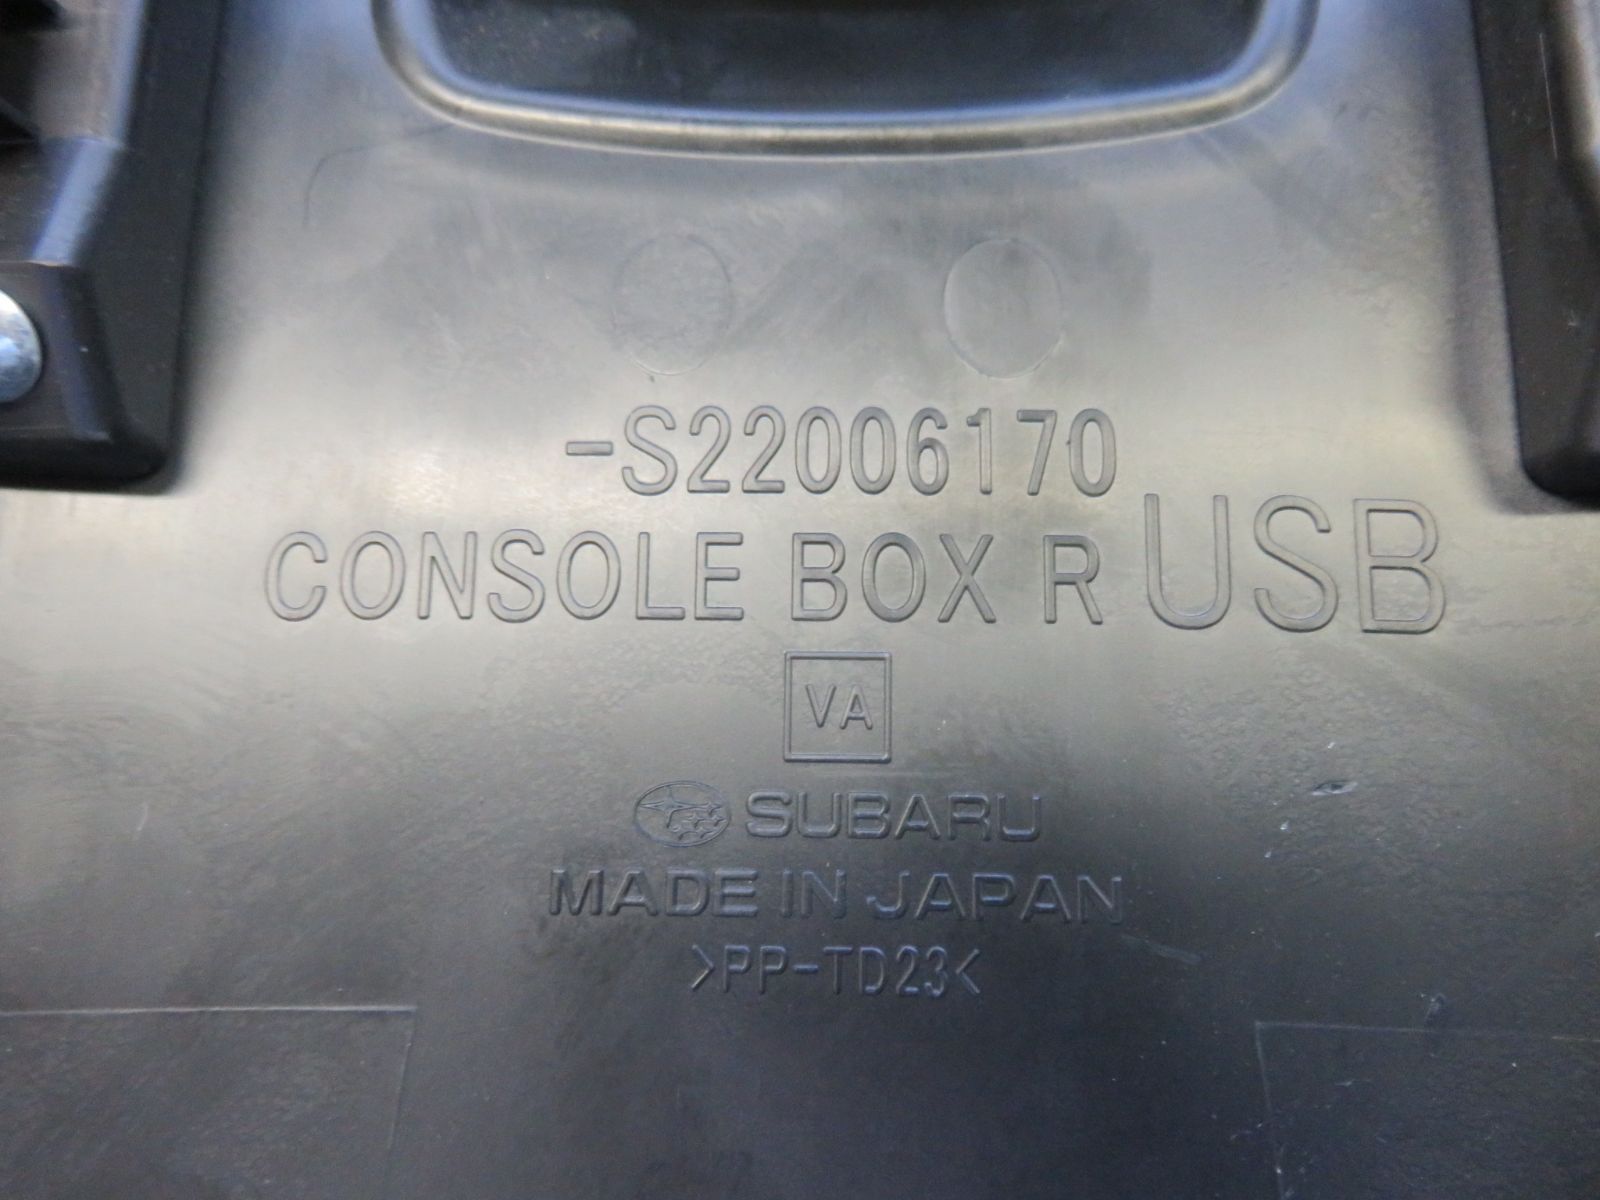 -S22006170
CONSOLE BOX R USB
VA
SUBARU
MADE IN JAPAN
>PP-TD23<